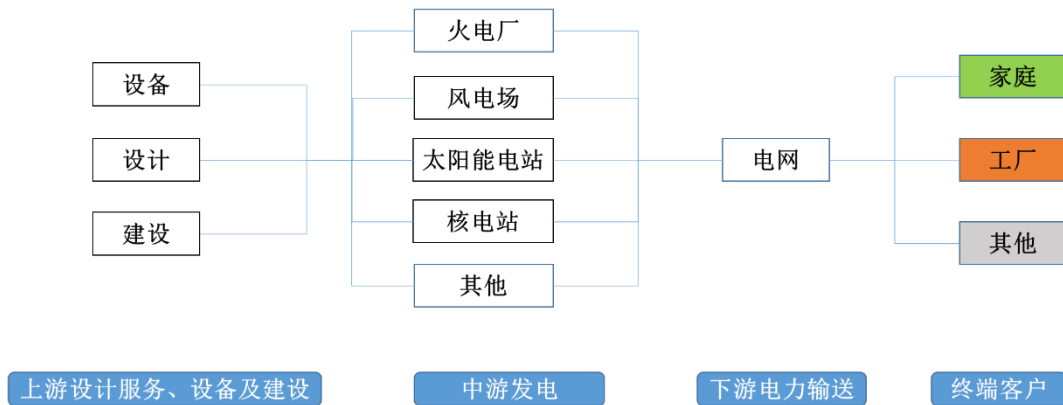 设备
设计
建设
火电厂
风电场
太阳能电站
核电站
其他
电网
家庭
工厂
其他
上游设计服务、设备及建设
中游发电
下游电力输送
终端客户